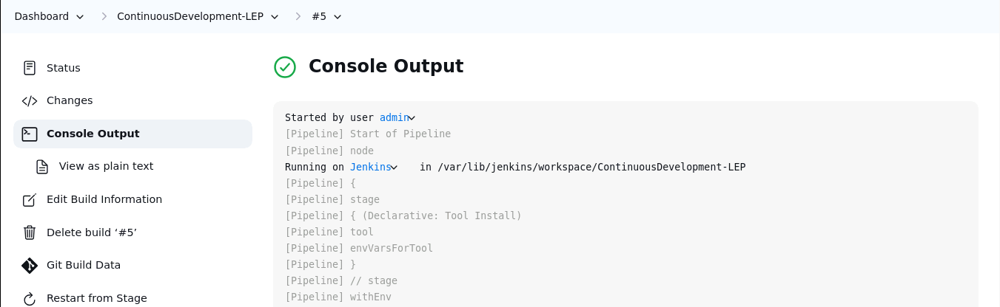 Dashboard ContinuousDevelopment-LEP #5
Status
Changes
Console Output
View as plain text
Edit Build Information
Delete build ‘#5’
Git Build Data
Restart from Stage
Console Output
Started by user admin
[Pipeline] Start of Pipeline
[Pipeline] node
Running on Jenkins in /var/lib/jenkins/workspace/ContinuousDevelopment-LEP
[Pipeline] {
[Pipeline] stage
[Pipeline] { (Declarative: Tool Install)
[Pipeline] tool
[Pipeline] envVarsForTool
[Pipeline] }
[Pipeline] // stage
[Pipeline] withEnv